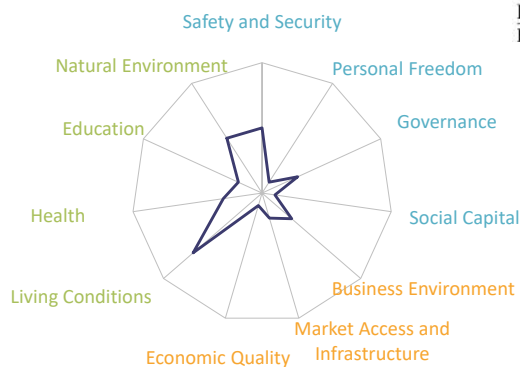 Safety and Security
Natural Environment
Personal Freedom
Education
Governance
Health
Social Capital
Living Conditions
Business Environment
Market Access and
Infrastructure
Economic Quality